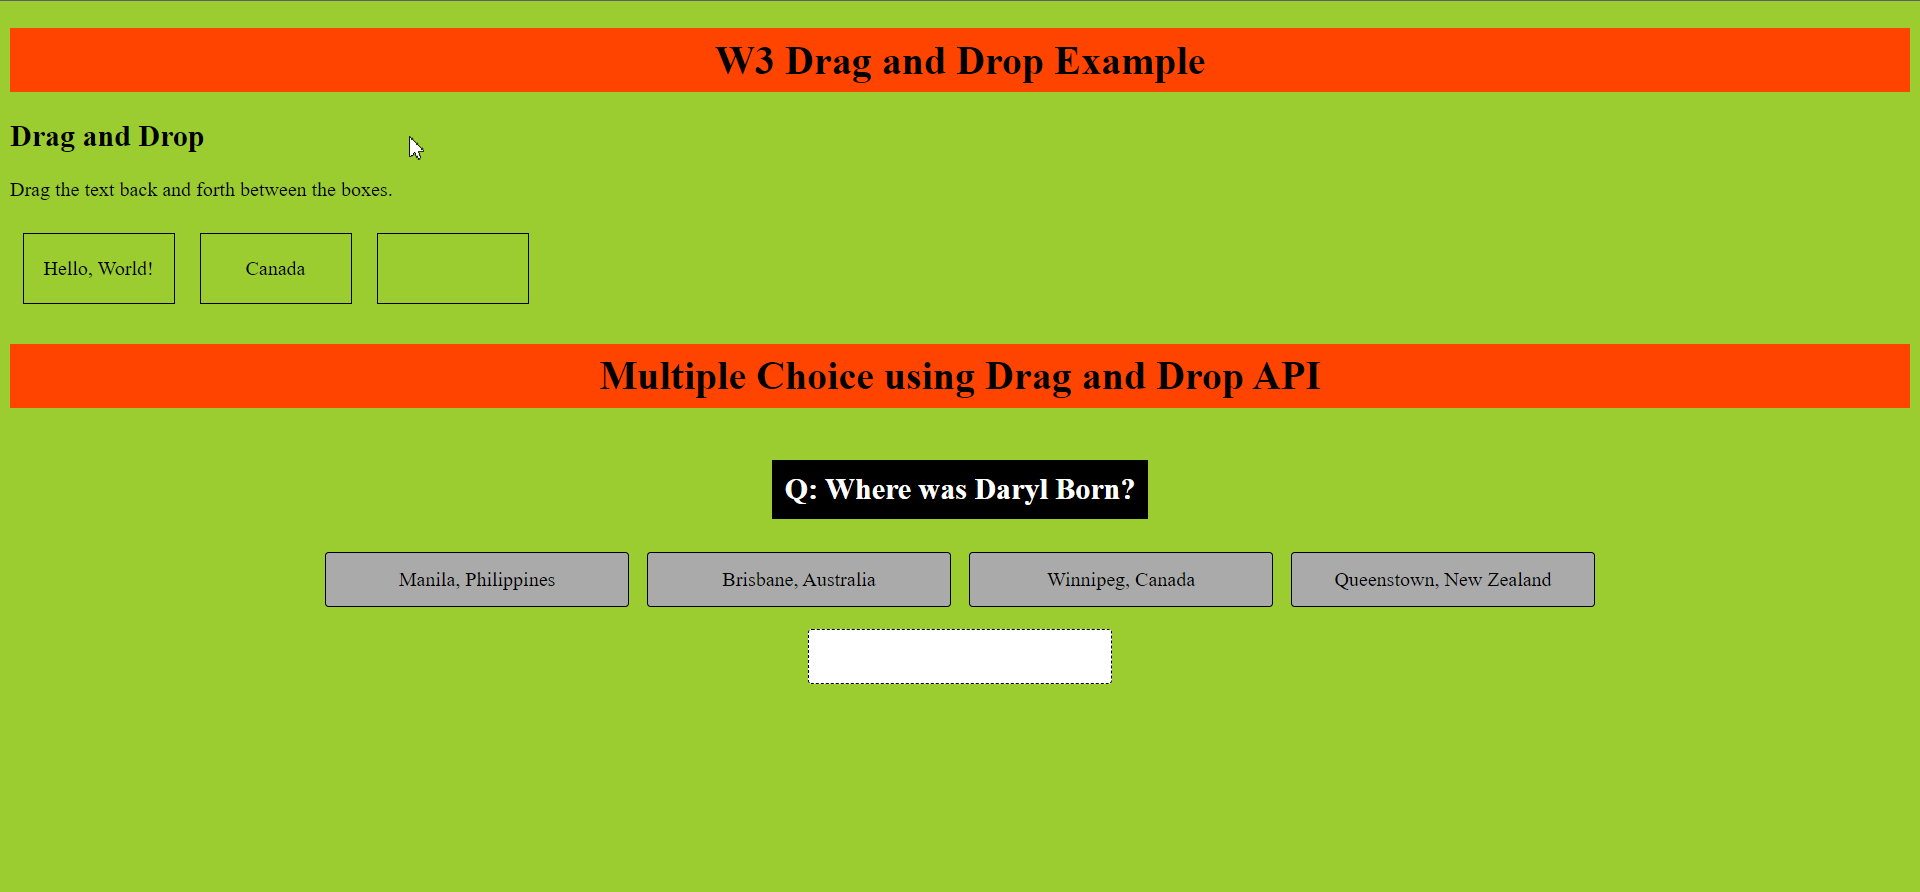 W3 Drag and Drop Example
Drag and Drop
Drag the text back and forth between the boxes.
Hello, World!
Canada
Multiple Choice using Drag and Drop API
Q: Where was Daryl Born?
Manila, Philippines
Brisbane, Australia
Winnipeg, Canada
Queenstown, New Zealand